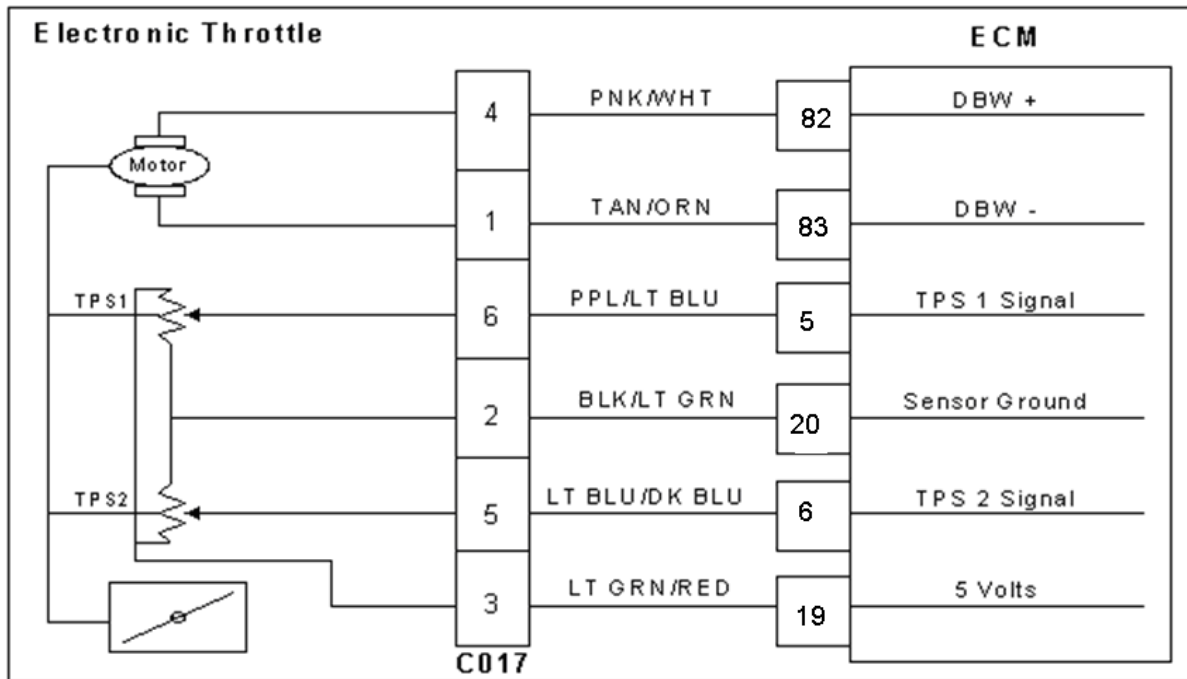 Electronic Throttle
ECM
4
PNK/WHT
82
DBW +
Motor
1
TAN/ORN
83
DBW -
TPS1
6
PPL/LT BLU
5
TPS 1 Signal
2
BLK/LT GRN
20
Sensor Ground
TPS2
5
LT BLU/DK BLU
6
TPS 2 Signal
3
LT GRN/RED
19
5 Volts
C017